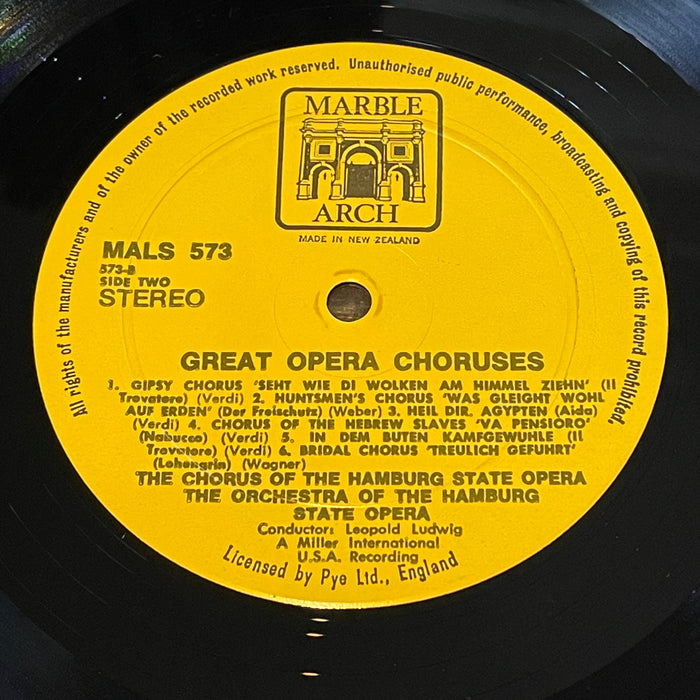 All rights of the manufacturers and of the owner of the recorded work reserved. Unauthorised public performance, broadcasting and copying of this record prohibited.
MARBLE
ARCH
MADE IN NEW ZEALAND
MALS 573
573-B
SIDE TWO
STEREO
GREAT OPERA CHORUSES
1. GIPSY CHORUS 'SEHT WIE DI WOLKEN AM HIMMEL ZIEHN' (Il
Trovatore) (Verdi) 2. HUNTSMEN'S CHORUS 'WAS GLEIGHT WOHL
AUF ERDEN' (Der Freischutz) (Weber) 3. HEIL DIR, AGYPTEN (Aida)
(Verdi) 4. CHORUS OF THE HEBREW SLAVES 'VA PENSIORO'
(Nabucco) (Verdi) 5. IN DEM BUTEN KAMFGEWUHLE (Il
Trovatore) (Verdi) 6. BRIDAL CHORUS 'TREULICH GEFUHRT'
(Lohengrin) (Wagner)
THE CHORUS OF THE HAMBURG STATE OPERA
THE ORCHESTRA OF THE HAMBURG
STATE OPERA
Conductor: Leopold Ludwig
A Miller International
U.S.A. Recording
Licensed by Pye Ltd., England